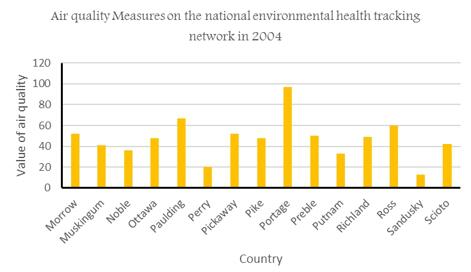 Air quality Measures on the national environmental health tracking
network in 2004
Value of air quality
120
100
80
60
40
20
0
Morrow
Muskingum
Noble
Ottawa
Paulding
Perry
Pickaway
Pike
Portage
Preble
Putnam
Richland
Ross
Sandusky
Scioto
Country